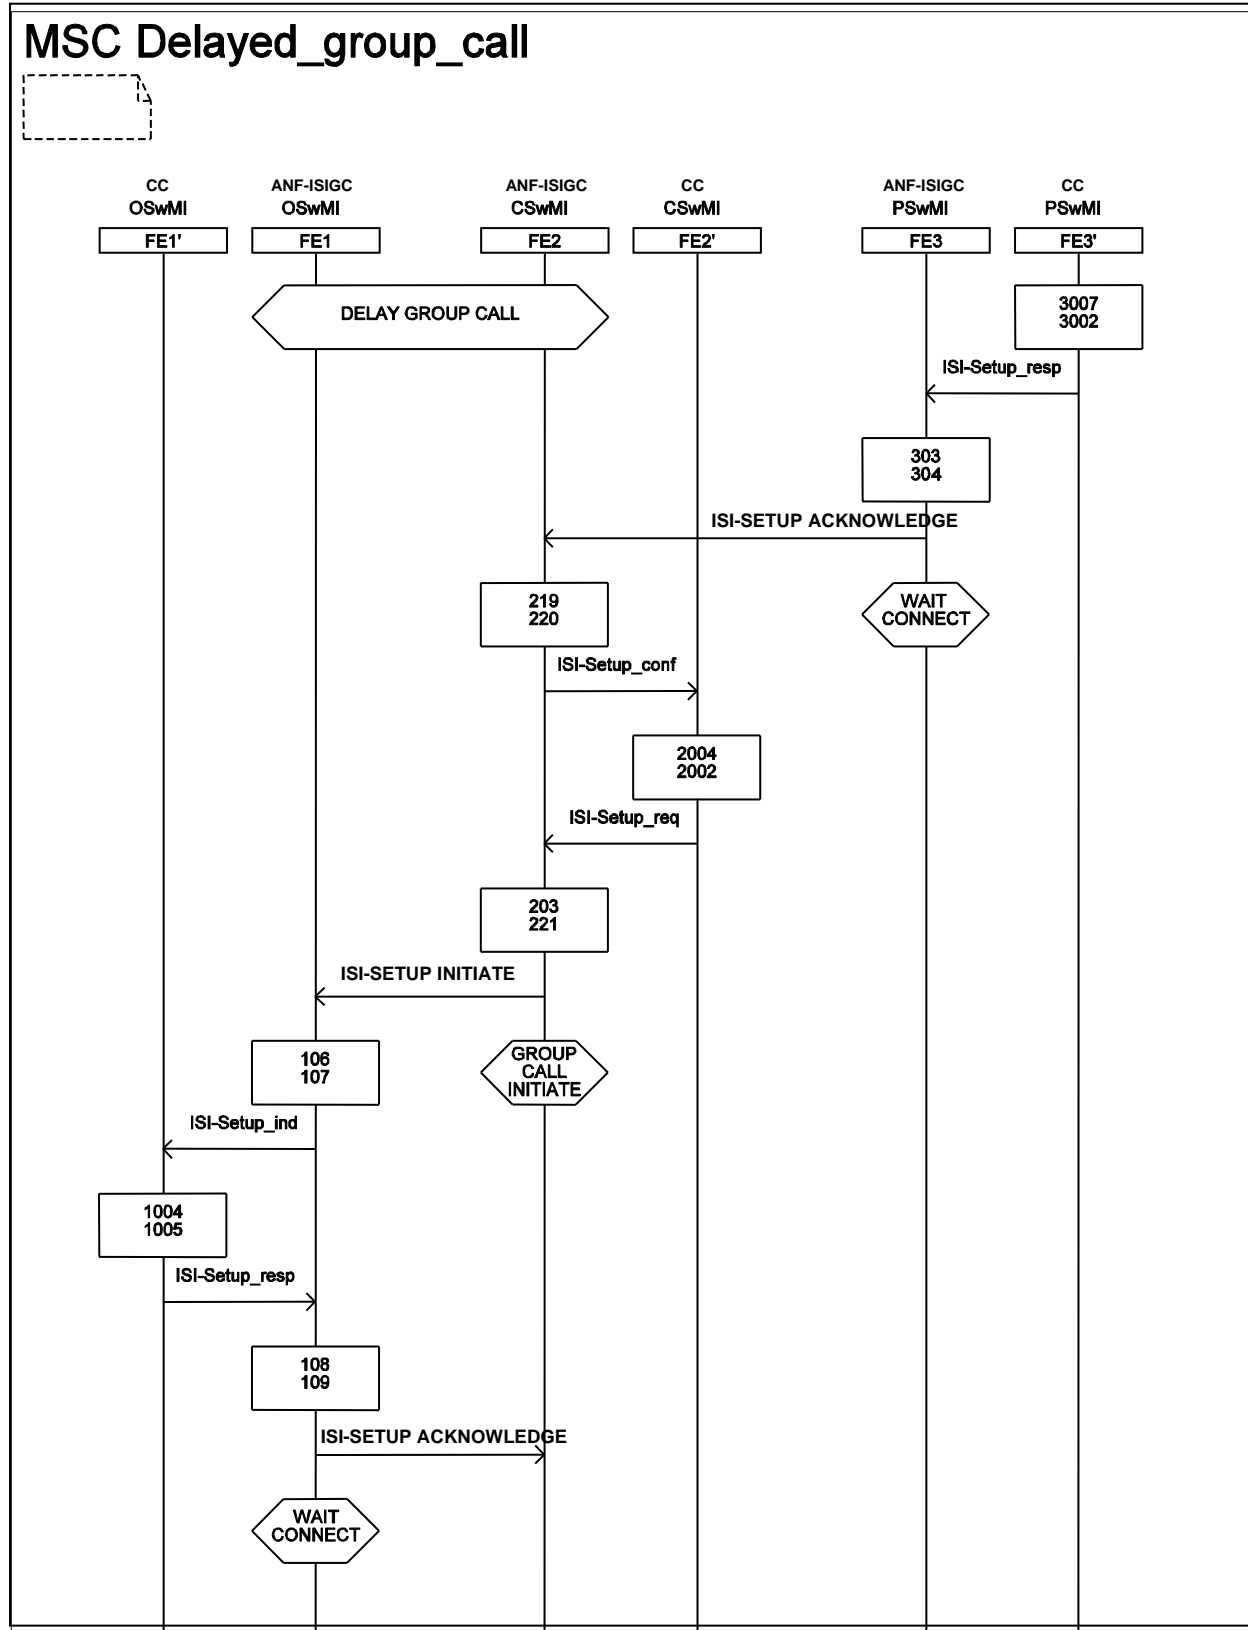 MSC Delayed_group_call
CC ANF-ISIGC ANF-ISIGC CC ANF-ISIGC CC
OSwMI OSwMI CSwMI CSwMI PSwMI PSwMI
FE1' FE1 FE2 FE2' FE3 FE3'
DELAY GROUP CALL
3007
3002
ISI-Setup_resp
303
304
ISI-SETUP ACKNOWLEDGE
219
220
WAIT
CONNECT
ISI-Setup_conf
2004
2002
ISI-Setup_req
203
221
ISI-SETUP INITIATE
106
107
GROUP
CALL
INITIATE
ISI-Setup_ind
1004
1005
ISI-Setup_resp
108
109
ISI-SETUP ACKNOWLEDGE
WAIT
CONNECT